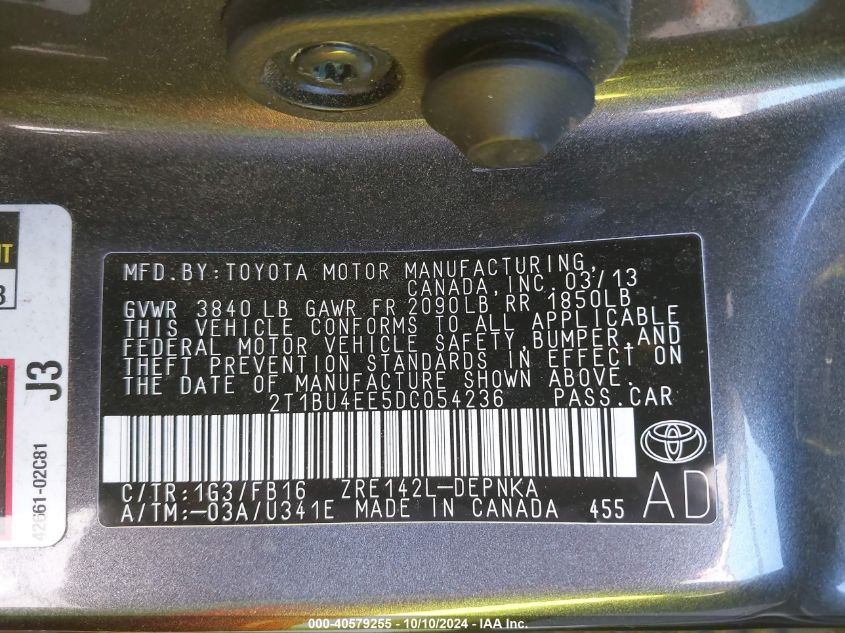 MFD.BY:TOYOTA MOTOR MANUFACTURING,
CANADA,INC. 03/13
GVWR 3840 LB GAWR FR 2090LB RR 1850LB
THIS VEHICLE CONFORMS TO ALL APPLICABLE
FEDERAL MOTOR VEHICLE SAFETY,BUMPER,AND
THEFT PREVENTION STANDARDS IN EFFECT ON
THE DATE OF MANUFACTURE SHOWN ABOVE.
2T1BU4EE5DC054236 PASS.CAR
C/TR:1G3/FB16 ZRE142L-DEPNKA
A/TM:-03A/U341E MADE IN CANADA 455
AD
J3
42661-02C81
000-40579255 - 10/10/2024 - IAA Inc.